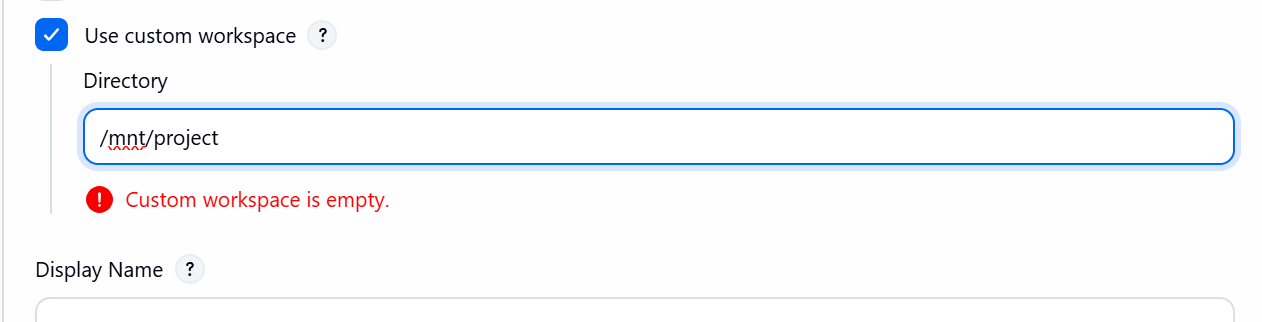 Use custom workspace ?
Directory
/mnt/project
Custom workspace is empty.
Display Name ?